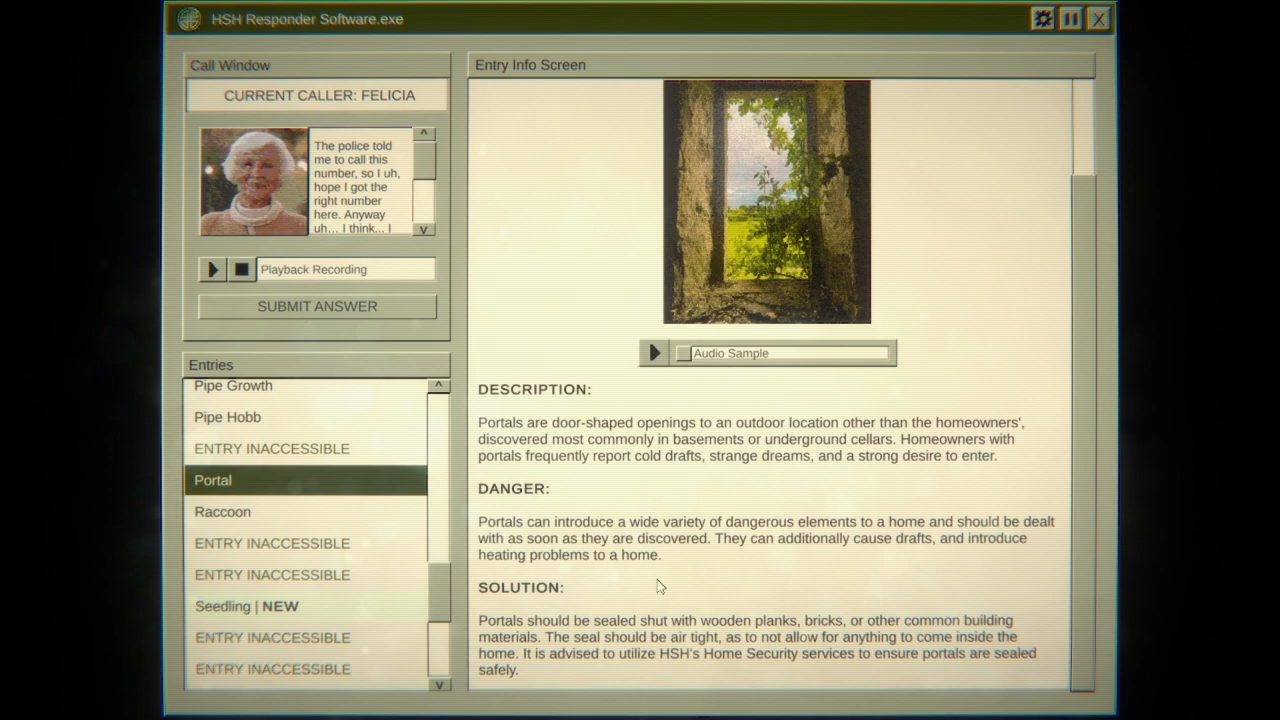 HSH Responder Software.exe
Call Window
CURRENT CALLER: FELICIA
The police told
me to call this
number, so I uh,
hope I got the
right number
here. Anyway
uh... I think... I
Playback Recording
SUBMIT ANSWER
Entries
Pipe Growth
Pipe Hobb
ENTRY INACCESSIBLE
Portal
Raccoon
ENTRY INACCESSIBLE
ENTRY INACCESSIBLE
Seedling | NEW
ENTRY INACCESSIBLE
ENTRY INACCESSIBLE
Entry Info Screen
Audio Sample
DESCRIPTION:
Portals are door-shaped openings to an outdoor location other than the homeowners',
discovered most commonly in basements or underground cellars. Homeowners with
portals frequently report cold drafts, strange dreams, and a strong desire to enter.
DANGER:
Portals can introduce a wide variety of dangerous elements to a home and should be dealt
with as soon as they are discovered. They can additionally cause drafts, and introduce
heating problems to a home.
SOLUTION:
Portals should be sealed shut with wooden planks, bricks, or other common building
materials. The seal should be air tight, as to not allow for anything to come inside the
home. It is advised to utilize HSH's Home Security services to ensure portals are sealed
safely.